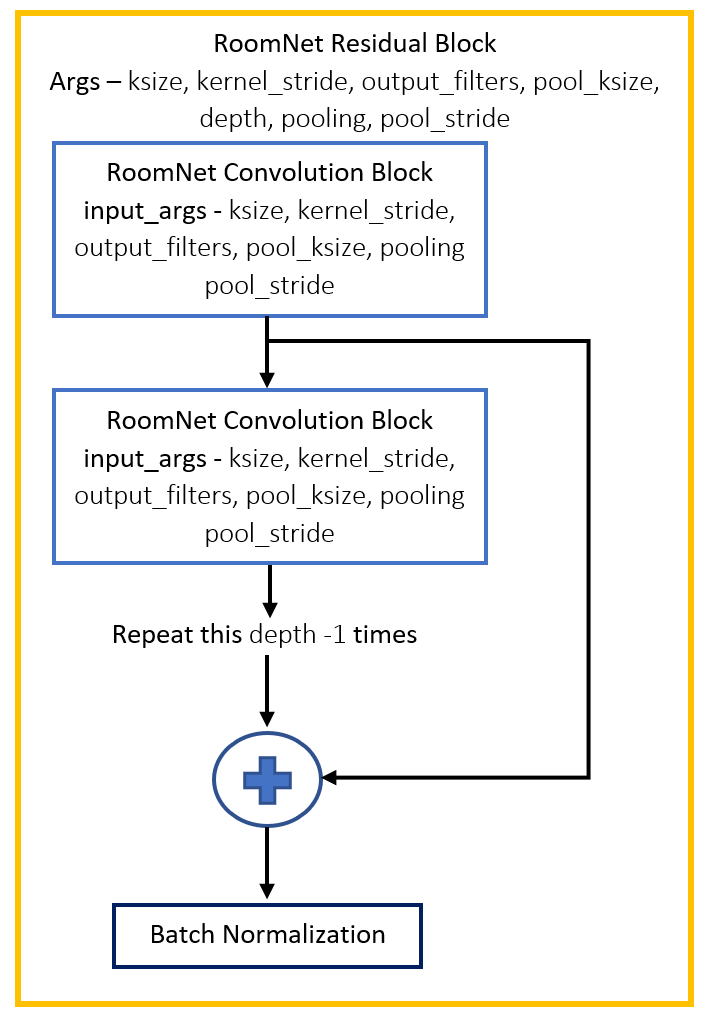 RoomNet Residual Block
Args – ksize, kernel_stride, output_filters, pool_ksize,
depth, pooling, pool_stride
RoomNet Convolution Block
input_args - ksize, kernel_stride,
output_filters, pool_ksize, pooling
pool_stride
RoomNet Convolution Block
input_args - ksize, kernel_stride,
output_filters, pool_ksize, pooling
pool_stride
Repeat this depth -1 times
Batch Normalization